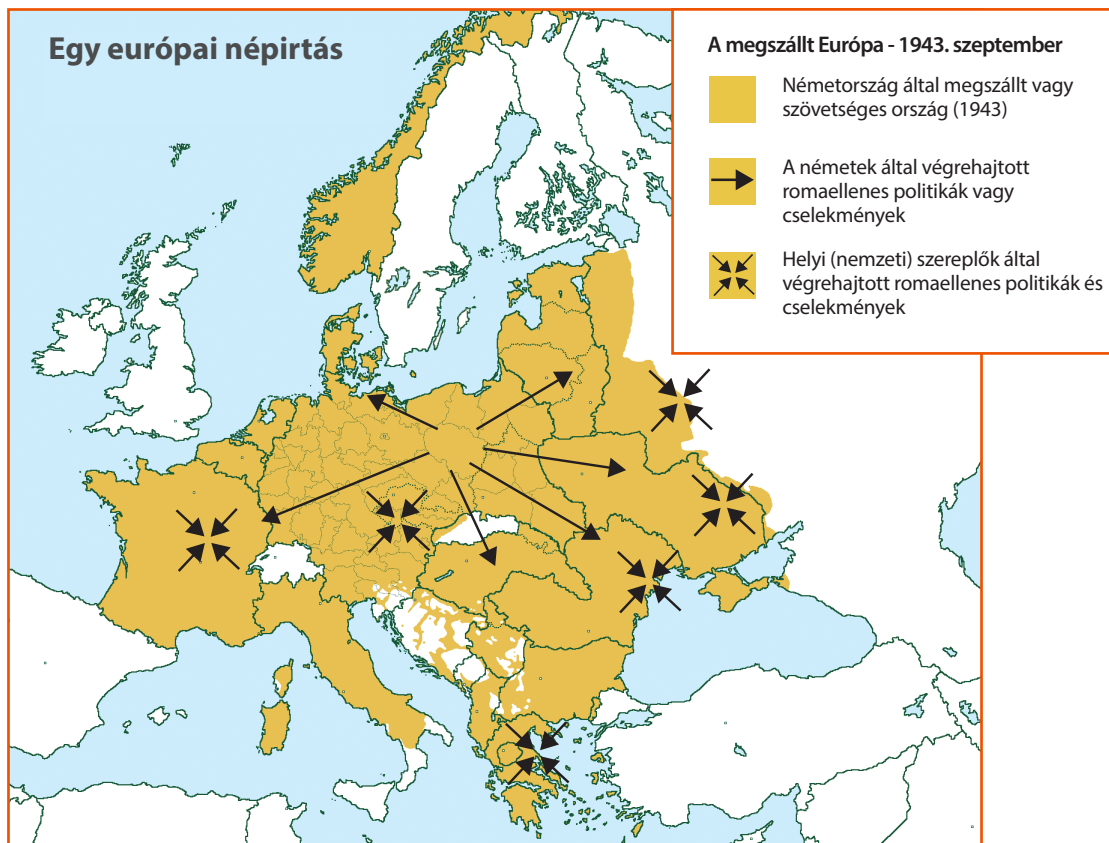 Egy európai népirtás
A megszállt Európa - 1943. szeptember
Németország által megszállt vagy
szövetséges ország (1943)
A németek által végrehajtott
romaellenes politikák vagy
cselekmények
Helyi (nemzeti) szereplők által
végrehajtott romaellenes politikák és
cselekmények